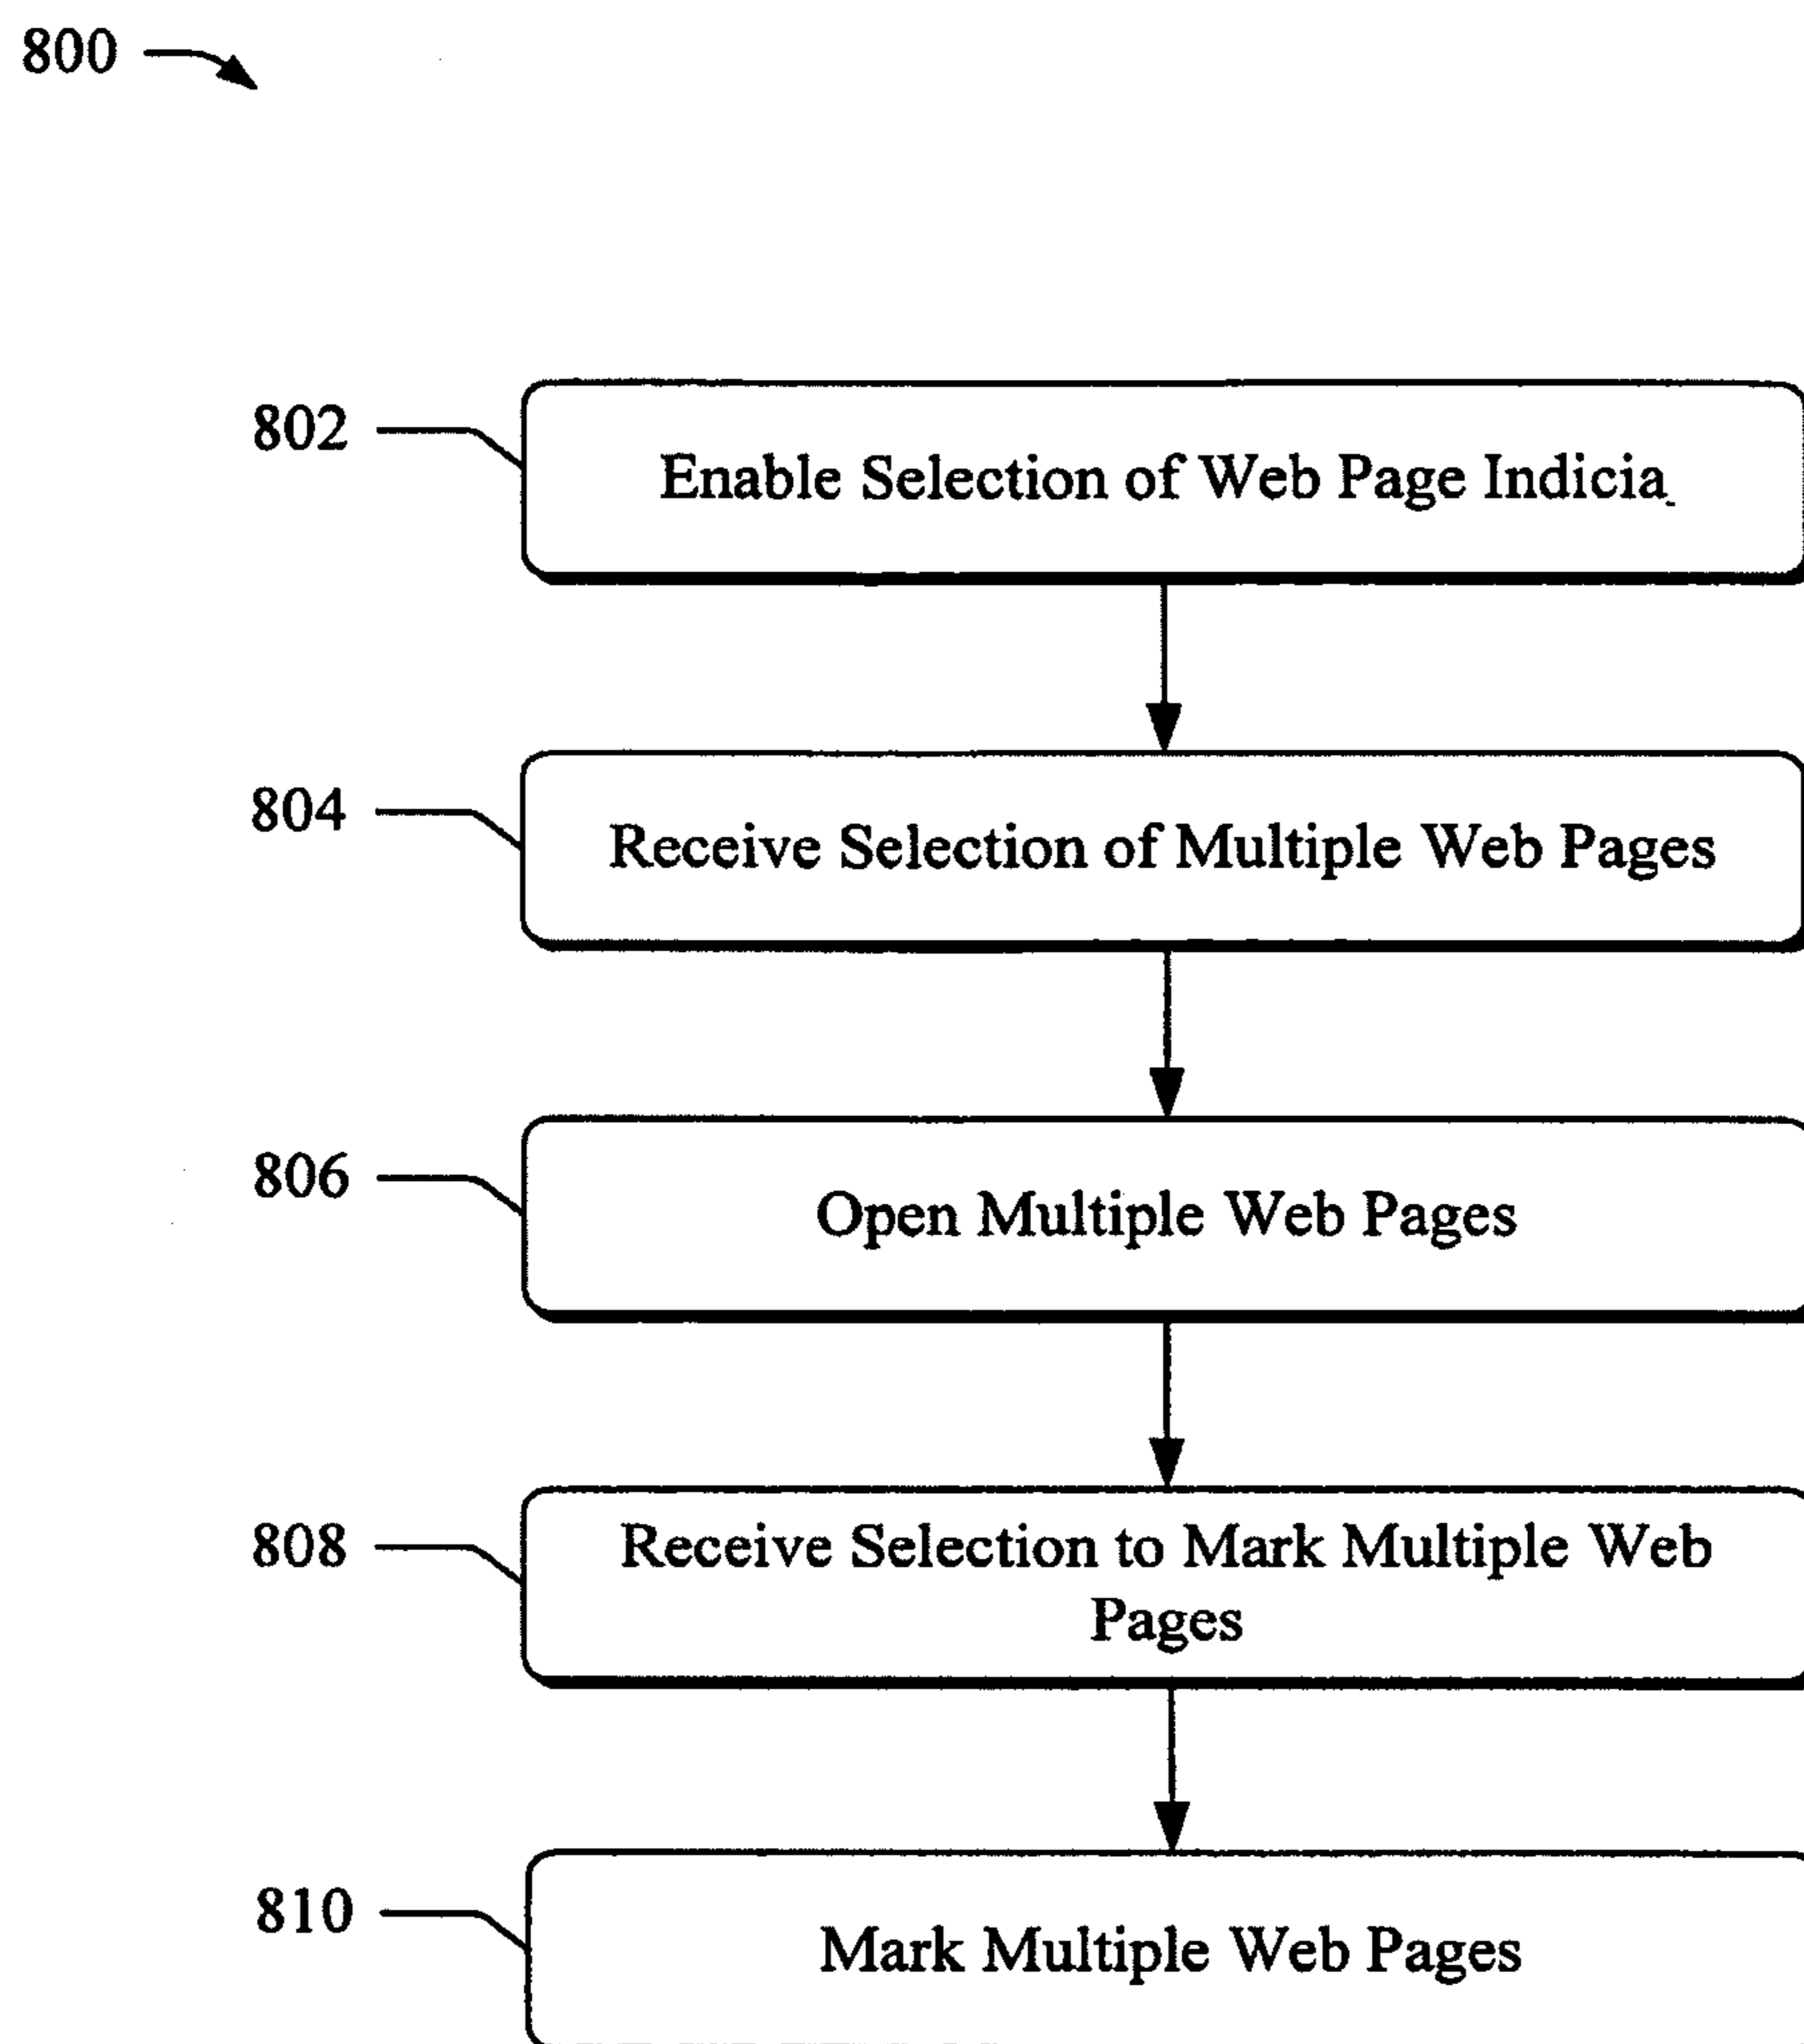 800
802
Enable Selection of Web Page Indicia
804
Receive Selection of Multiple Web Pages
806
Open Multiple Web Pages
808
Receive Selection to Mark Multiple Web
Pages
810
Mark Multiple Web Pages